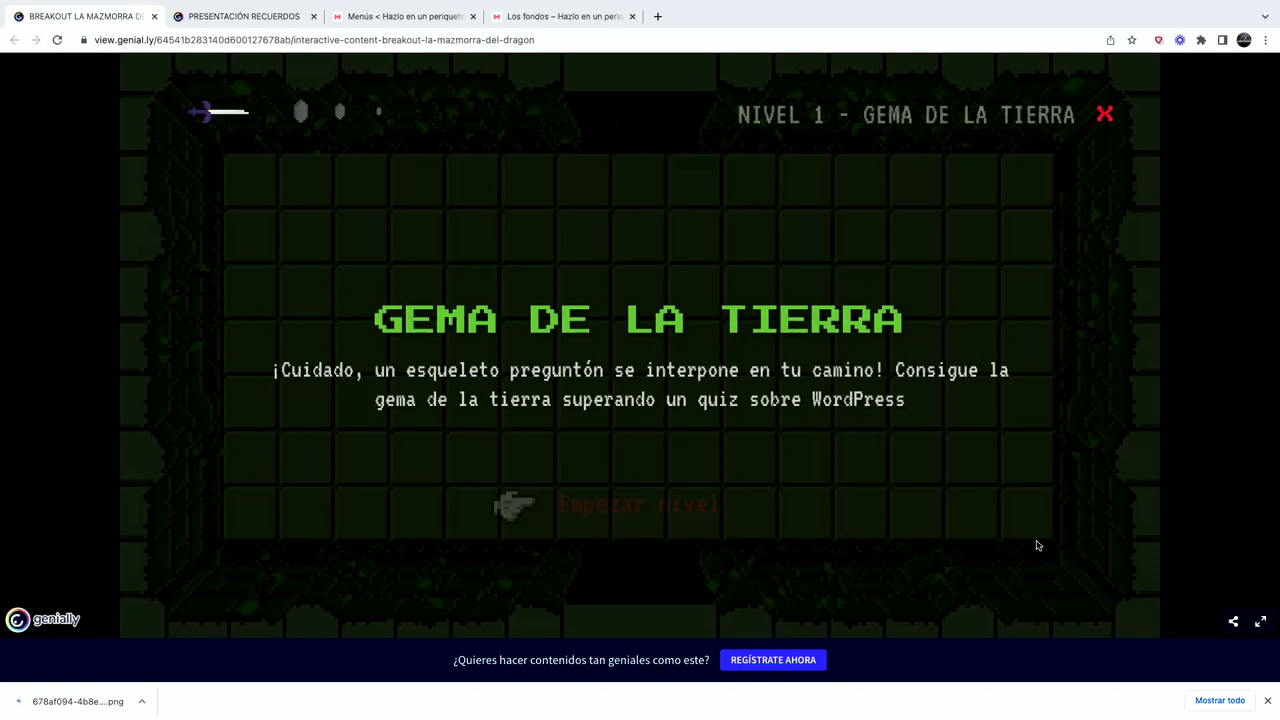 BREAKOUT LA MAZMORRA D
PRESENTACIÓN RECUERDOS
Menús < Hazlo en un periquet
Los fondos – Hazlo en un periq
view.genial.ly/64541b283140d600127678ab/interactive-content-breakout-la-mazmorra-del-dragon
NIVEL 1 - GEMA DE LA TIERRA
GEMA DE LA TIERRA
¡Cuidado, un esqueleto preguntón se interpone en tu camino! Consigue la
gema de la tierra superando un quiz sobre WordPress
Empezar nivel
genially
¿Quieres hacer contenidos tan geniales como este?
REGÍSTRATE AHORA
678af094-4b8e....png
Mostrar todo